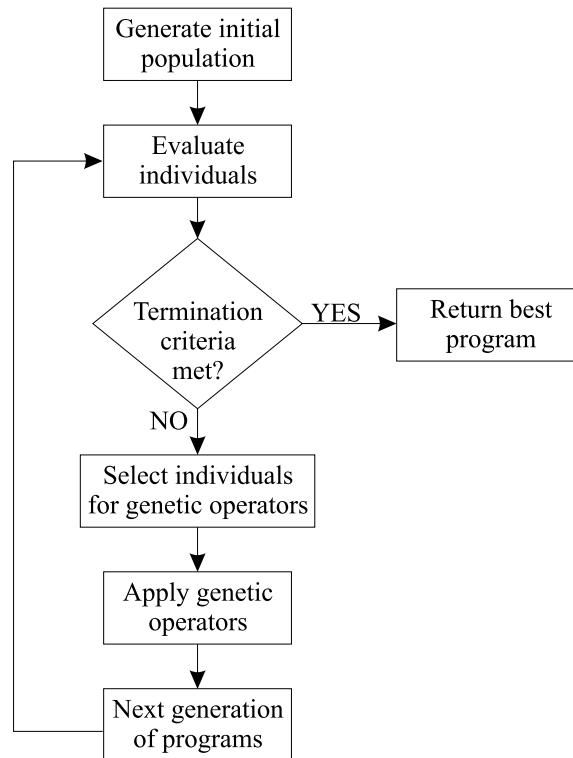 Generate initial
population
Evaluate
individuals
Termination
criteria
met?
YES
Return best
program
NO
Select individuals
for genetic operators
Apply genetic
operators
Next generation
of programs